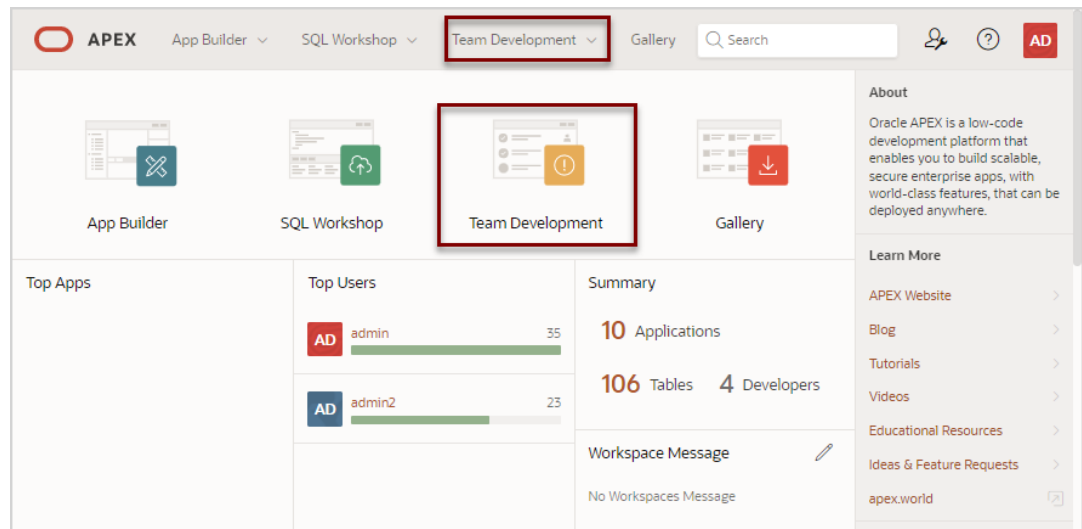 APEX App Builder SQL Workshop Team Development Gallery Search AD
App Builder
SQL Workshop
Team Development
Gallery
Top Apps
Top Users
AD admin 35
AD admin2 23
Summary
10 Applications
106 Tables 4 Developers
Workspace Message
No Workspaces Message
About
Oracle APEX is a low-code
development platform that
enables you to build scalable,
secure enterprise apps, with
world-class features, that can be
deployed anywhere.
Learn More
APEX Website
Blog
Tutorials
Videos
Educational Resources
Ideas & Feature Requests
apex.world